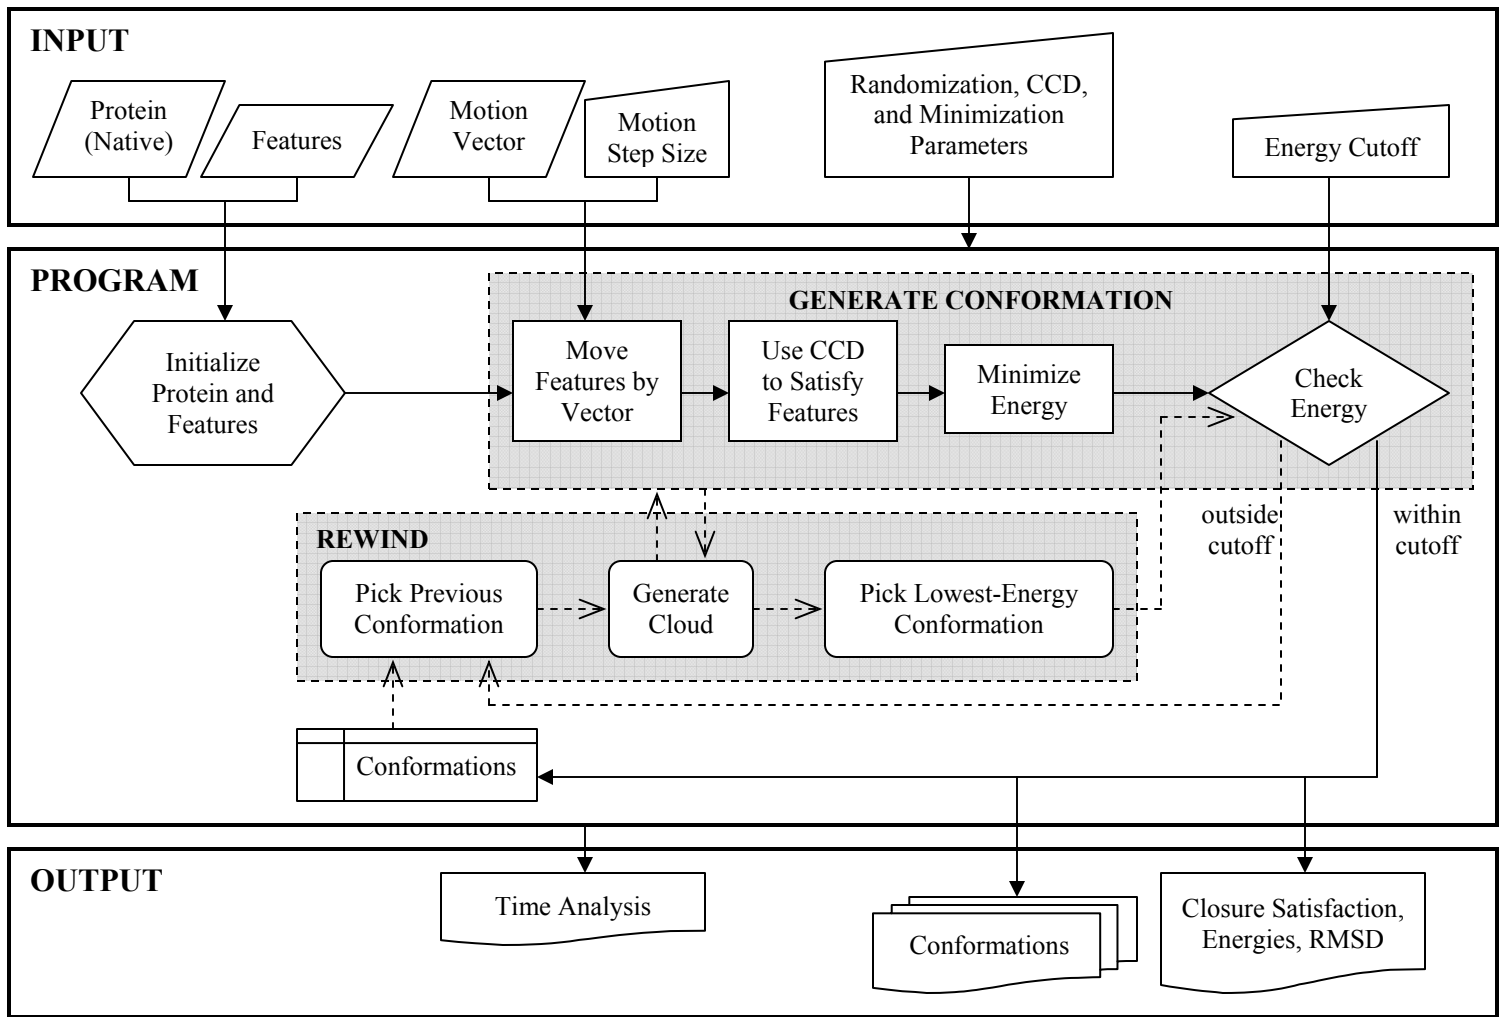 INPUT
Protein
(Native)
Features
Motion
Vector
Motion
Step Size
Randomization, CCD,
and Minimization
Parameters
Energy Cutoff
PROGRAM
GENERATE CONFORMATION
Initialize
Protein and
Features
Move
Features by
Vector
Use CCD
to Satisfy
Features
Minimize
Energy
Check
Energy
outside
cutoff
within
cutoff
REWIND
Pick Previous
Conformation
Generate
Cloud
Pick Lowest-Energy
Conformation
Conformations
OUTPUT
Time Analysis
Conformations
Closure Satisfaction,
Energies, RMSD